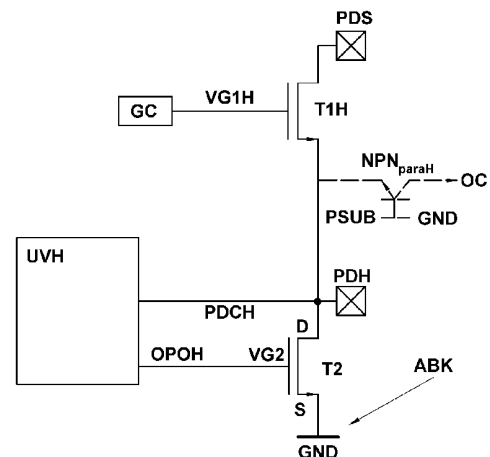 PDS
VG1H
GC
T1H
NPNparaH
OC
PSUB
GND
UVH
PDH
PDCH
D
OPOH
VG2
T2
ABK
S
GND